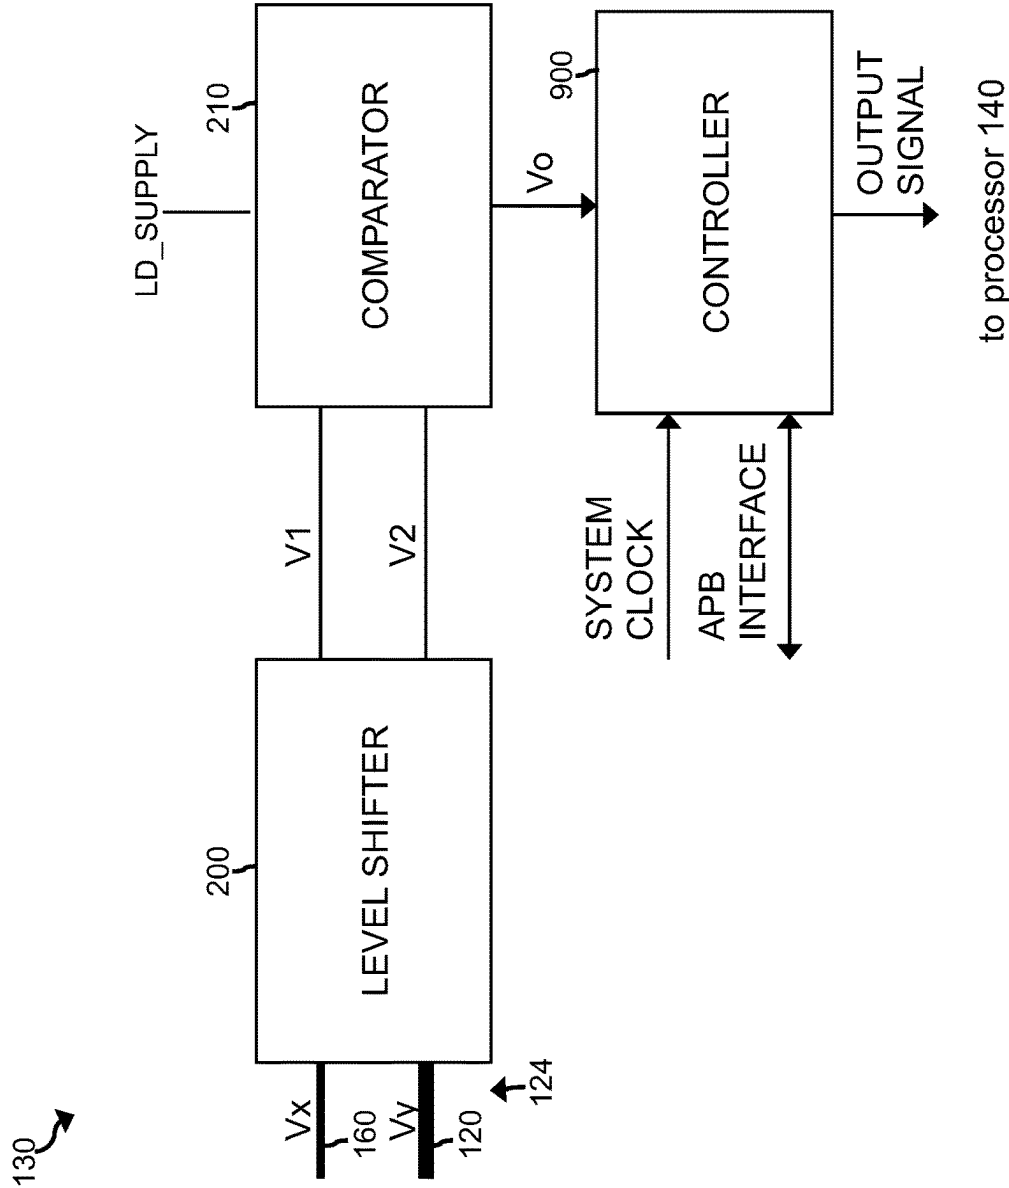 130
Vx
160
Vy
120
124
200
LEVEL SHIFTER
V1
V2
LD_SUPPLY
210
COMPARATOR
Vo
SYSTEM
CLOCK
APB
INTERFACE
900
CONTROLLER
OUTPUT
SIGNAL
to processor 140